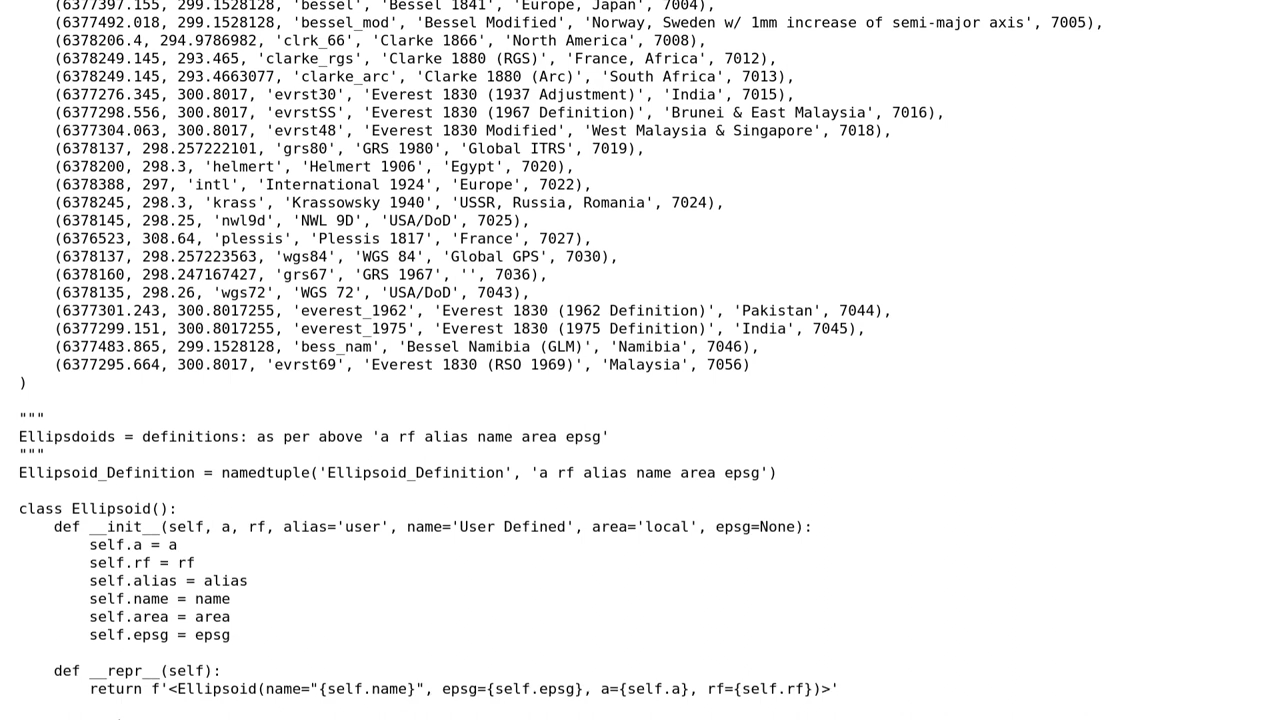 (6377397.155, 299.1528128, 'bessel', 'Bessel 1841', 'Europe, Japan', 7004),
(6377492.018, 299.1528128, 'bessel_mod', 'Bessel Modified', 'Norway, Sweden w/ 1mm increase of semi-major axis', 7005),
(6378206.4, 294.9786982, 'clrk_66', 'Clarke 1866', 'North America', 7008),
(6378249.145, 293.465, 'clarke_rgs', 'Clarke 1880 (RGS)', 'France, Africa', 7012),
(6378249.145, 293.4663077, 'clarke_arc', 'Clarke 1880 (Arc)', 'South Africa', 7013),
(6377276.345, 300.8017, 'evrst30', 'Everest 1830 (1937 Adjustment)', 'India', 7015),
(6377298.556, 300.8017, 'evrstSS', 'Everest 1830 (1967 Definition)', 'Brunei & East Malaysia', 7016),
(6377304.063, 300.8017, 'evrst48', 'Everest 1830 Modified', 'West Malaysia & Singapore', 7018),
(6378137, 298.257222101, 'grs80', 'GRS 1980', 'Global ITRS', 7019),
(6378200, 298.3, 'helmert', 'Helmert 1906', 'Egypt', 7020),
(6378388, 297, 'intl', 'International 1924', 'Europe', 7022),
(6378245, 298.3, 'krass', 'Krassowsky 1940', 'USSR, Russia, Romania', 7024),
(6378145, 298.25, 'nwl9d', 'NWL 9D', 'USA/DoD', 7025),
(6376523, 308.64, 'plessis', 'Plessis 1817', 'France', 7027),
(6378137, 298.257223563, 'wgs84', 'WGS 84', 'Global GPS', 7030),
(6378160, 298.247167427, 'grs67', 'GRS 1967', '', 7036),
(6378135, 298.26, 'wgs72', 'WGS 72', 'USA/DoD', 7043),
(6377301.243, 300.8017255, 'everest_1962', 'Everest 1830 (1962 Definition)', 'Pakistan', 7044),
(6377299.151, 300.8017255, 'everest_1975', 'Everest 1830 (1975 Definition)', 'India', 7045),
(6377483.865, 299.1528128, 'bess_nam', 'Bessel Namibia (GLM)', 'Namibia', 7046),
(6377295.664, 300.8017, 'evrst69', 'Everest 1830 (RSO 1969)', 'Malaysia', 7056)
)
"""
Ellipsdoids = definitions: as per above 'a rf alias name area epsg'
"""
Ellipsoid_Definition = namedtuple('Ellipsoid_Definition', 'a rf alias name area epsg')
class Ellipsoid():
def __init__(self, a, rf, alias='user', name='User Defined', area='local', epsg=None):
self.a = a
self.rf = rf
self.alias = alias
self.name = name
self.area = area
self.epsg = epsg
def __repr__(self):
return f'<Ellipsoid(name="{self.name}", epsg={self.epsg}, a={self.a}, rf={self.rf})>'